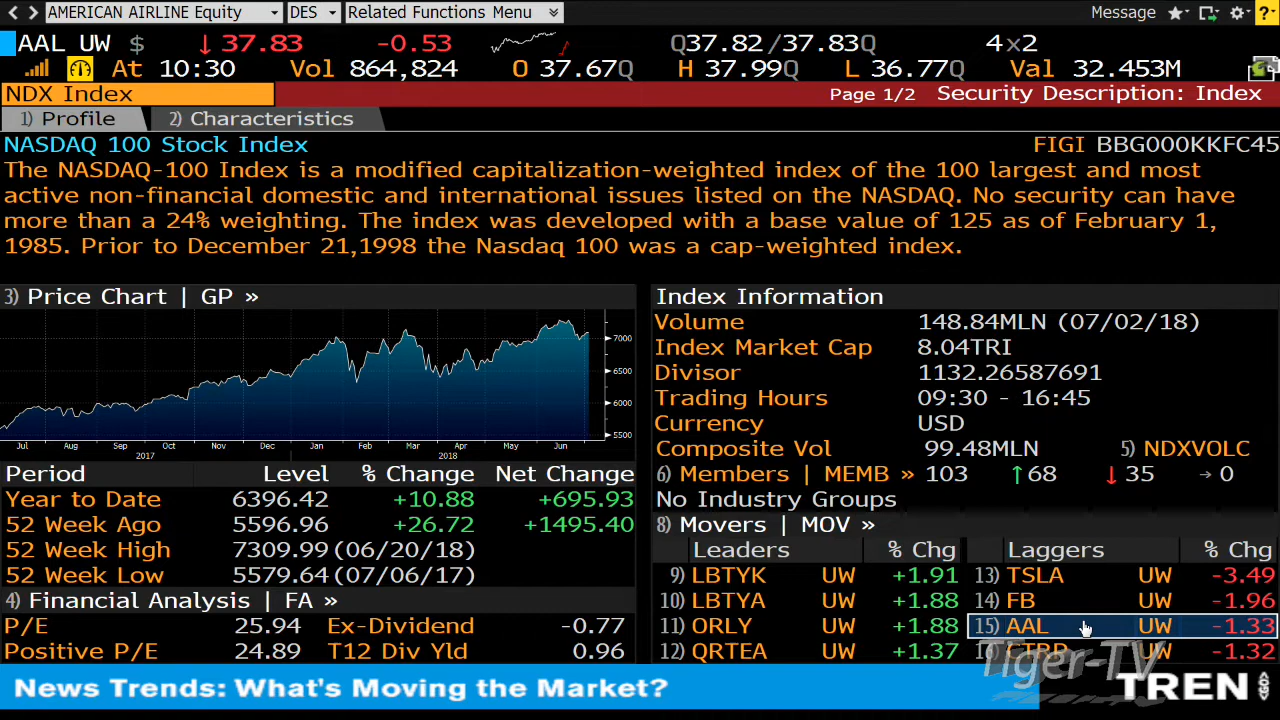 AMERICAN AIRLINE Equity DES Related Functions Menu Message ?
AAL UW $ ↓37.83 -0.53 Q37.82/37.83Q 4x2
At 10:30 Vol 864,824 O 37.67Q H 37.99Q L 36.77Q Val 32.453M
NDX Index Page 1/2 Security Description: Index
1) Profile 2) Characteristics
NASDAQ 100 Stock Index FIGI BBG000KKFC45
The NASDAQ-100 Index is a modified capitalization-weighted index of the 100 largest and most
active non-financial domestic and international issues listed on the NASDAQ. No security can have
more than a 24% weighting. The index was developed with a base value of 125 as of February 1,
1985. Prior to December 21,1998 the Nasdaq 100 was a cap-weighted index.
3) Price Chart | GP »
7000
6500
6000
5500
Jul Aug Sep Oct Nov Dec Jan Feb Mar Apr May Jun
2017 2018
Period Level % Change Net Change
Year to Date 6396.42 +10.88 +695.93
52 Week Ago 5596.96 +26.72 +1495.40
52 Week High 7309.99 (06/20/18)
52 Week Low 5579.64 (07/06/17)
4) Financial Analysis | FA »
P/E 25.94 Ex-Dividend -0.77
Positive P/E 24.89 T12 Div Yld 0.96
Index Information
Volume 148.84MLN (07/02/18)
Index Market Cap 8.04TRI
Divisor 1132.26587691
Trading Hours 09:30 - 16:45
Currency USD
Composite Vol 99.48MLN 5) NDXVOLC
6) Members | MEMB » 103 ↑68 ↓35 →0
No Industry Groups
8) Movers | MOV »
Leaders % Chg Laggers % Chg
9) LBTYK UW +1.91 13) TSLA UW -3.49
10) LBTYA UW +1.88 14) FB UW -1.96
11) ORLY UW +1.88 15) AAL UW -1.33
12) QRTEA UW +1.37 16) CTRP UW -1.32
Tiger-TV
News Trends: What's Moving the Market? TREN